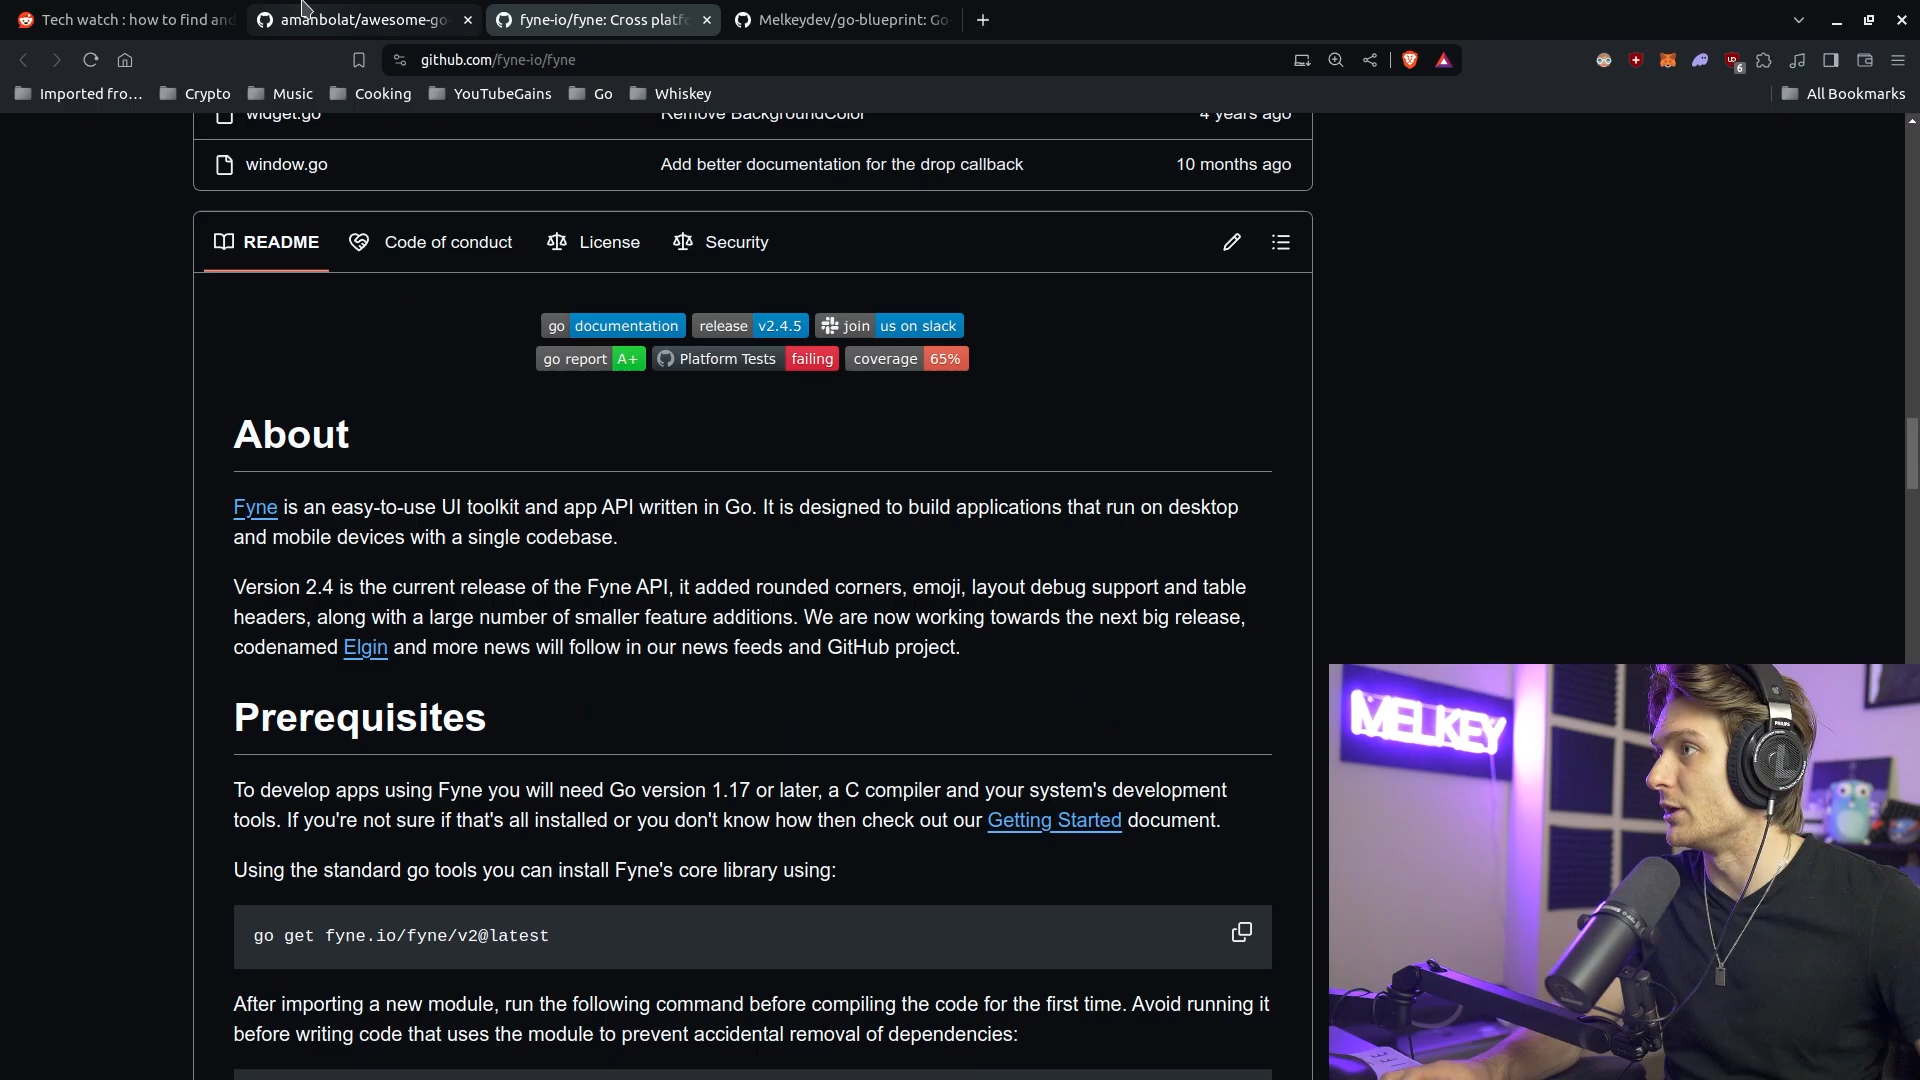 Tech watch : how to find and
amanbolat/awesome-go-
fyne-io/fyne: Cross platf
Melkeydev/go-blueprint: Go-
github.com/fyne-io/fyne
6
Imported fro...
Crypto
Music
Cooking
YouTubeGains
Go
Whiskey
All Bookmarks
widget.go Remove BackgroundColor 4 years ago
window.go Add better documentation for the drop callback 10 months ago
README Code of conduct License Security
go documentation release v2.4.5 join us on slack
go report A+ Platform Tests failing coverage 65%
About
Fyne is an easy-to-use UI toolkit and app API written in Go. It is designed to build applications that run on desktop
and mobile devices with a single codebase.
Version 2.4 is the current release of the Fyne API, it added rounded corners, emoji, layout debug support and table
headers, along with a large number of smaller feature additions. We are now working towards the next big release,
codenamed Elgin and more news will follow in our news feeds and GitHub project.
Prerequisites
To develop apps using Fyne you will need Go version 1.17 or later, a C compiler and your system's development
tools. If you're not sure if that's all installed or you don't know how then check out our Getting Started document.
Using the standard go tools you can install Fyne's core library using:
go get fyne.io/fyne/v2@latest
After importing a new module, run the following command before compiling the code for the first time. Avoid running it
before writing code that uses the module to prevent accidental removal of dependencies:
MELKEY
PHILIPS